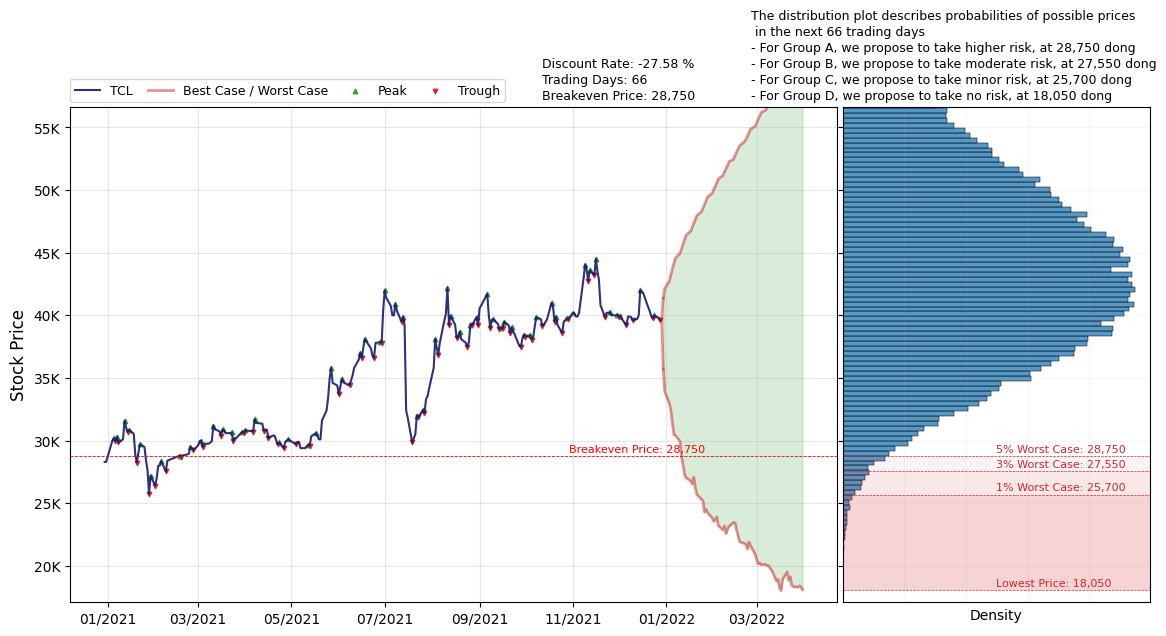 The distribution plot describes probabilities of possible prices
in the next 66 trading days
- For Group A, we propose to take higher risk, at 28,750 dong
- For Group B, we propose to take moderate risk, at 27,550 dong
- For Group C, we propose to take minor risk, at 25,700 dong
- For Group D, we propose to take no risk, at 18,050 dong
Discount Rate: -27.58 %
Trading Days: 66
Breakeven Price: 28,750
TCL
Best Case / Worst Case
Peak
Trough
Stock Price
55K
50K
45K
40K
35K
30K
25K
20K
Breakeven Price: 28,750
5% Worst Case: 28,750
3% Worst Case: 27,550
1% Worst Case: 25,700
Lowest Price: 18,050
01/2021
03/2021
05/2021
07/2021
09/2021
11/2021
01/2022
03/2022
Density